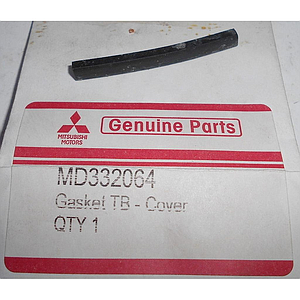 MITSUBISHI
MOTORS
Genuine Parts
MD332064
Gasket TB - Cover
QTY 1